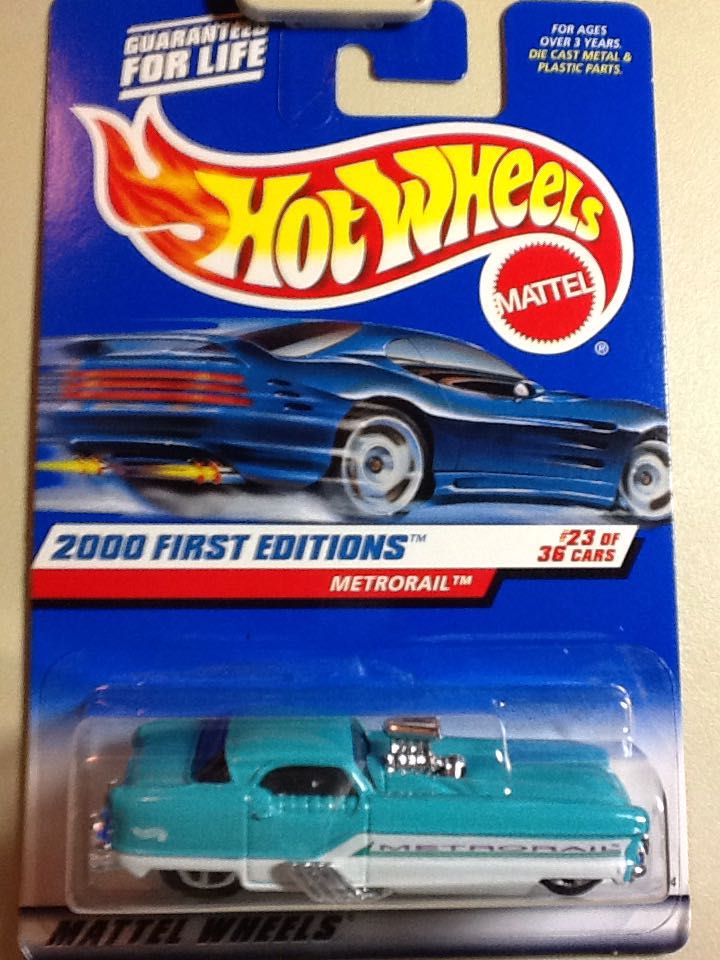 GUARANTEED
FOR LIFE
FOR AGES
OVER 3 YEARS.
DIE CAST METAL &
PLASTIC PARTS.
HOT WHEELS
MATTEL
®
2000 FIRST EDITIONS™
#23 OF
36 CARS
METRORAIL™
METRORAIL
4
MATTEL WHEELS